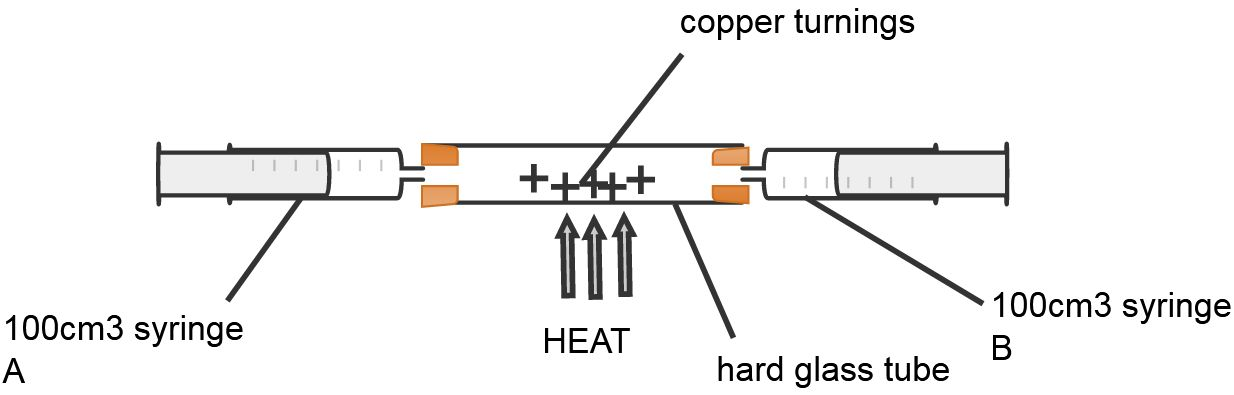 copper turnings
100cm3 syringe
A
HEAT
hard glass tube
100cm3 syringe
B